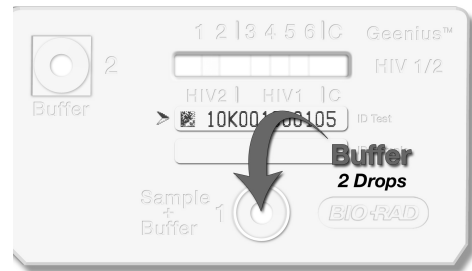 1 2 | 3 4 5 6 | C Geenius™
2 HIV 1/2
Buffer HIV2 | HIV1 | C
ID Test
Buffer
2 Drops
Sample
+ 1
Buffer
BIO-RAD